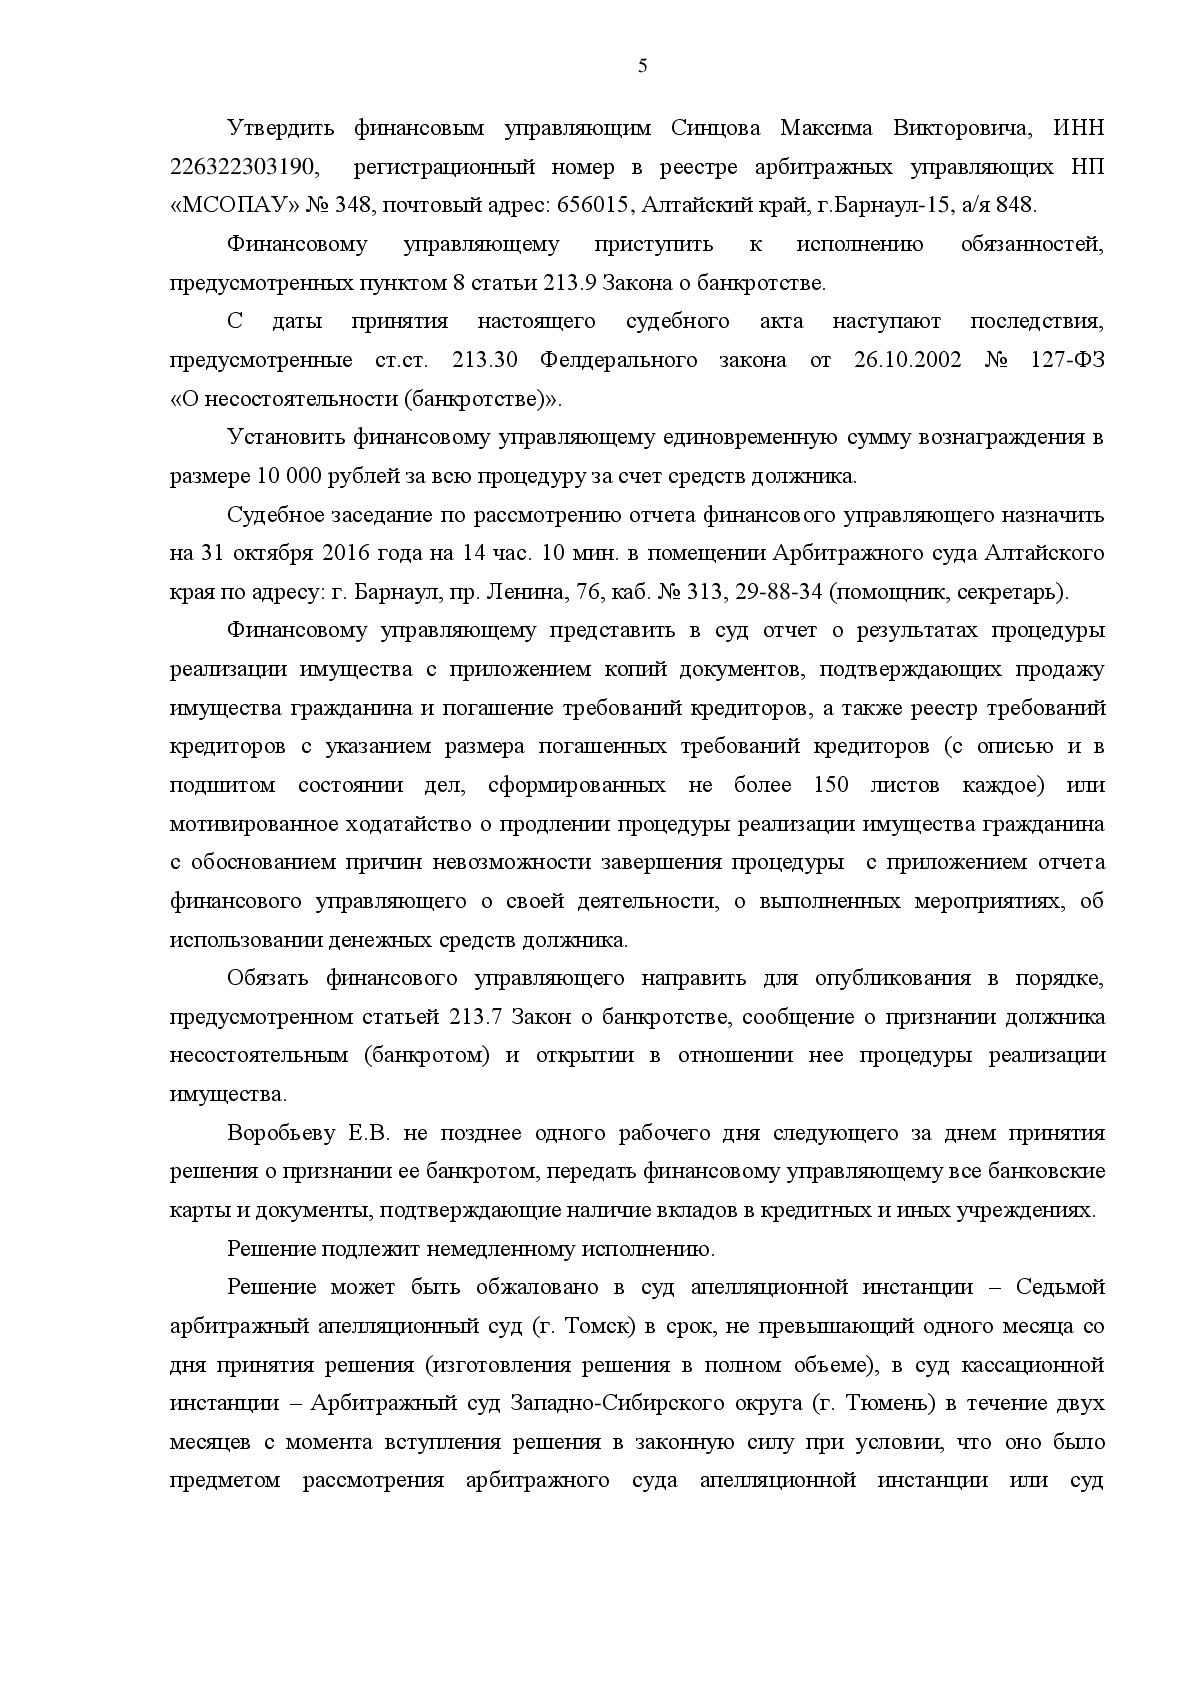 5
Утвердить финансовым управляющим Синцова Максима Викторовича, ИНН
226322303190, регистрационный номер в реестре арбитражных управляющих НП
«МСОПАУ» № 348, почтовый адрес: 656015, Алтайский край, г.Барнаул-15, а/я 848.
Финансовому управляющему приступить к исполнению обязанностей,
предусмотренных пунктом 8 статьи 213.9 Закона о банкротстве.
С даты принятия настоящего судебного акта наступают последствия,
предусмотренные ст.ст. 213.30 Фелдерального закона от 26.10.2002 № 127-ФЗ
«О несостоятельности (банкротстве)».
Установить финансовому управляющему единовременную сумму вознаграждения в
размере 10 000 рублей за всю процедуру за счет средств должника.
Судебное заседание по рассмотрению отчета финансового управляющего назначить
на 31 октября 2016 года на 14 час. 10 мин. в помещении Арбитражного суда Алтайского
края по адресу: г. Барнаул, пр. Ленина, 76, каб. № 313, 29-88-34 (помощник, секретарь).
Финансовому управляющему представить в суд отчет о результатах процедуры
реализации имущества с приложением копий документов, подтверждающих продажу
имущества гражданина и погашение требований кредиторов, а также реестр требований
кредиторов с указанием размера погашенных требований кредиторов (с описью и в
подшитом состоянии дел, сформированных не более 150 листов каждое) или
мотивированное ходатайство о продлении процедуры реализации имущества гражданина
с обоснованием причин невозможности завершения процедуры с приложением отчета
финансового управляющего о своей деятельности, о выполненных мероприятиях, об
использовании денежных средств должника.
Обязать финансового управляющего направить для опубликования в порядке,
предусмотренном статьей 213.7 Закон о банкротстве, сообщение о признании должника
несостоятельным (банкротом) и открытии в отношении нее процедуры реализации
имущества.
Воробьеву Е.В. не позднее одного рабочего дня следующего за днем принятия
решения о признании ее банкротом, передать финансовому управляющему все банковские
карты и документы, подтверждающие наличие вкладов в кредитных и иных учреждениях.
Решение подлежит немедленному исполнению.
Решение может быть обжаловано в суд апелляционной инстанции – Седьмой
арбитражный апелляционный суд (г. Томск) в срок, не превышающий одного месяца со
дня принятия решения (изготовления решения в полном объеме), в суд кассационной
инстанции – Арбитражный суд Западно-Сибирского округа (г. Тюмень) в течение двух
месяцев с момента вступления решения в законную силу при условии, что оно было
предметом рассмотрения арбитражного суда апелляционной инстанции или суд